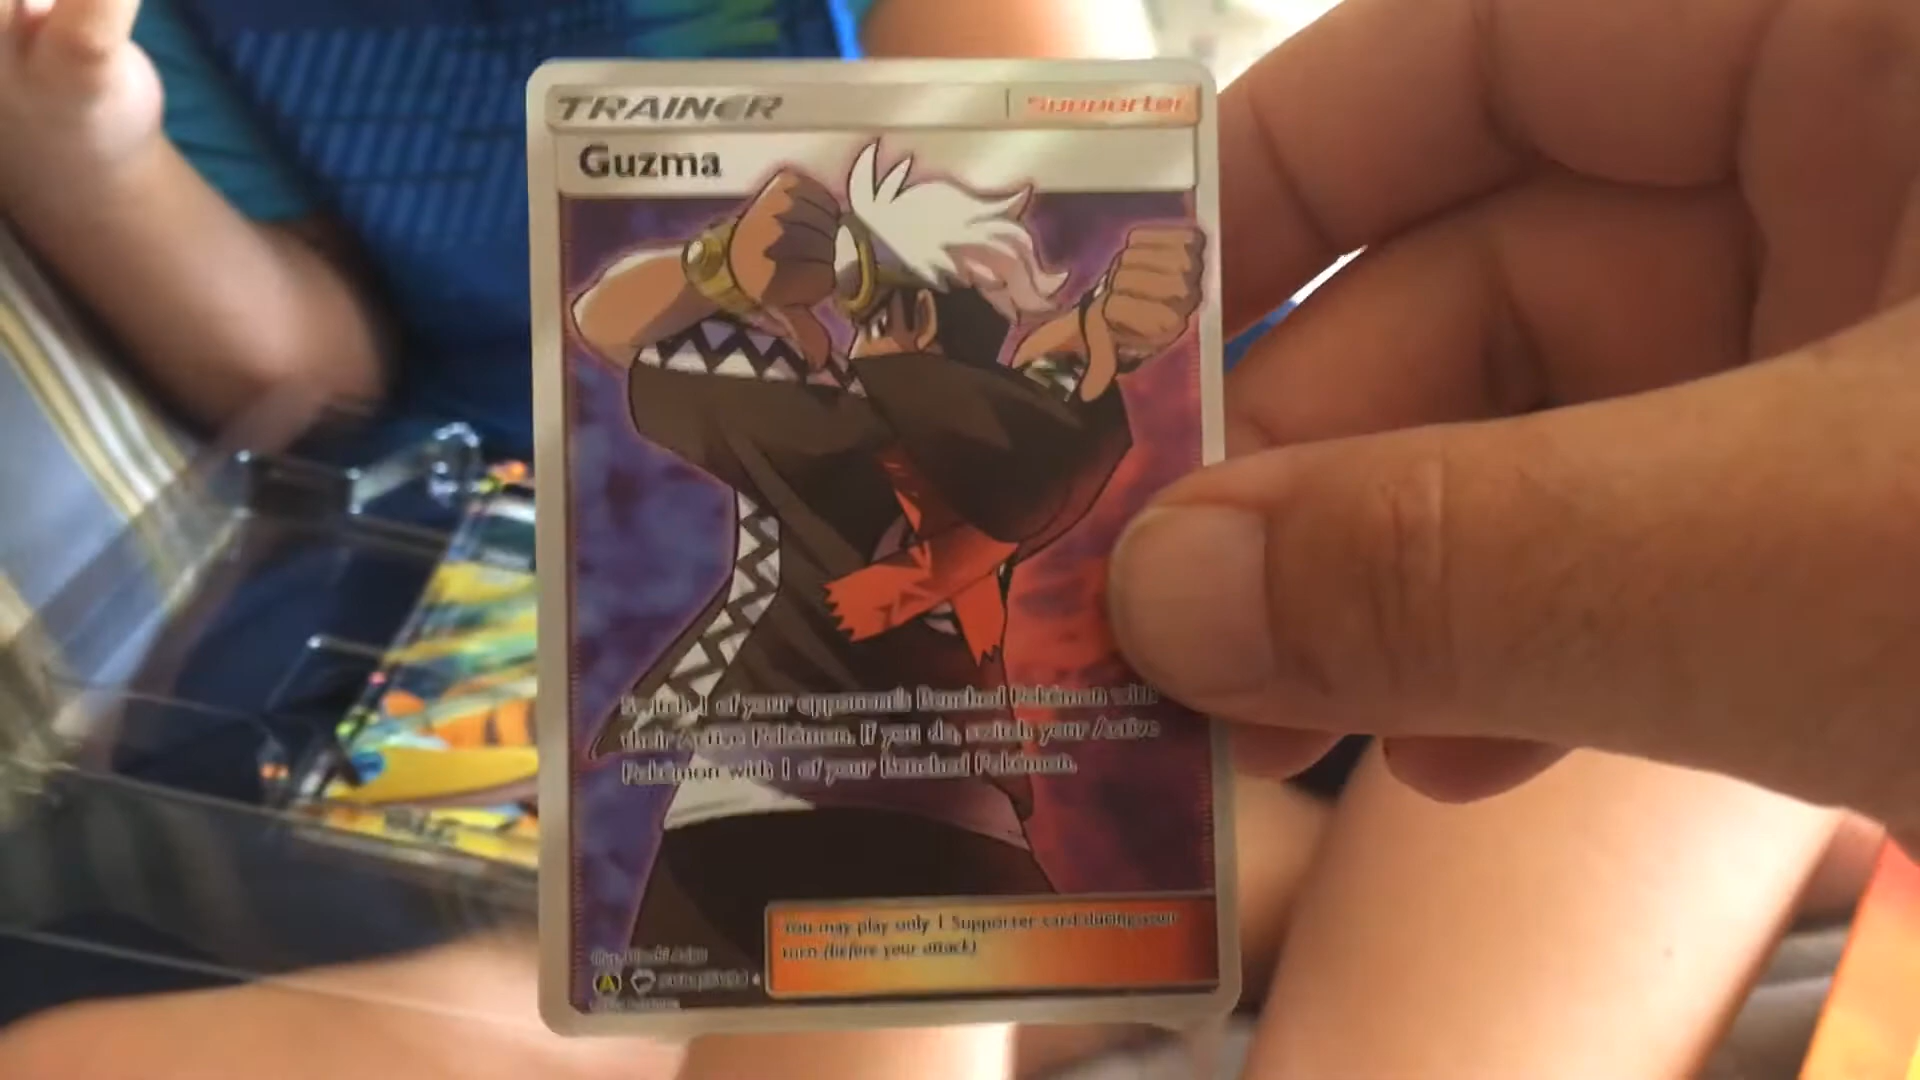 TRAINER
Supporter
Guzma
Switch 1 of your opponent's Benched Pokémon with
their Active Pokémon. If you do, switch your Active
Pokémon with 1 of your Benched Pokémon.
You may play only 1 Supporter card during your
turn (before your attack).
A